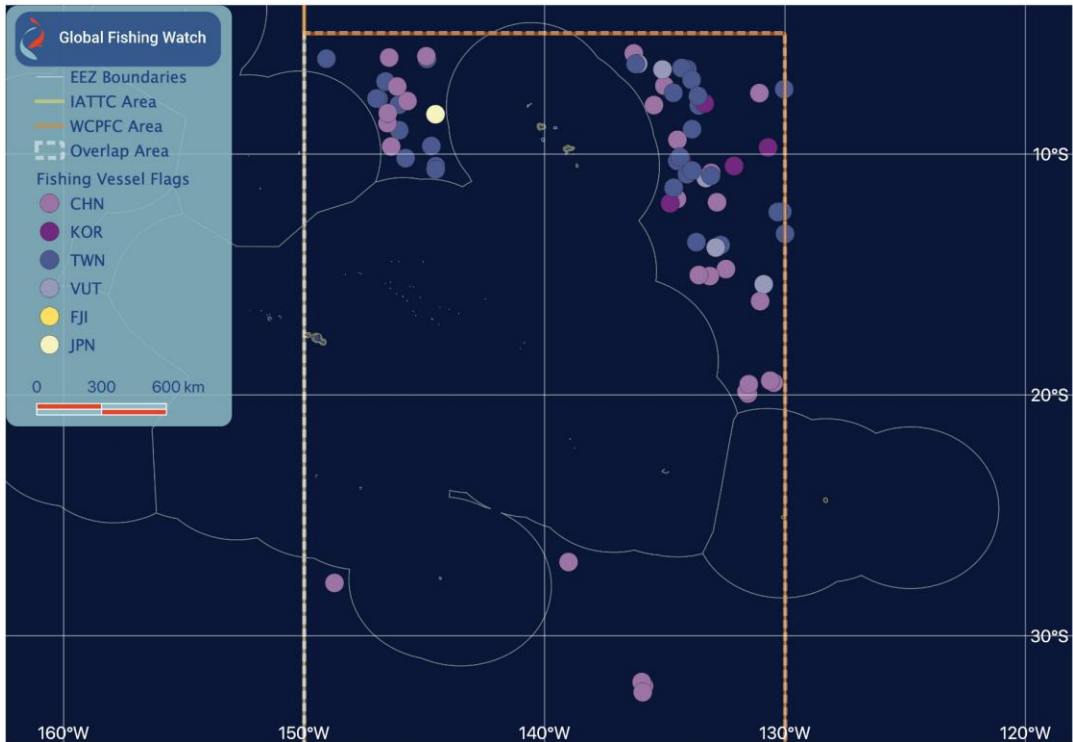 Global Fishing Watch
EEZ Boundaries
IATTC Area
WCPFC Area
Overlap Area
Fishing Vessel Flags
CHN
KOR
TWN
VUT
FJI
JPN
0 300 600 km
10°S
20°S
30°S
160°W 150°W 140°W 130°W 120°W